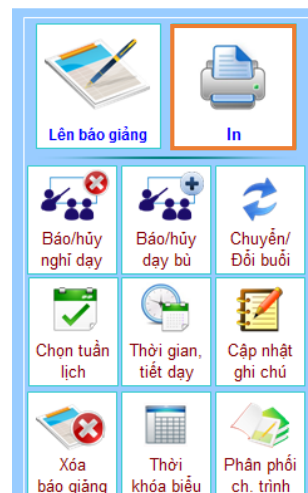 Lên báo giảng
In
Báo/hủy
nghỉ dạy
Báo/hủy
dạy bù
Chuyển/
Đổi buổi
Chọn tuần
lịch
Thời gian,
tiết dạy
Cập nhật
ghi chú
Xóa
báo giảng
Thời
khóa biểu
Phân phối
ch. trình